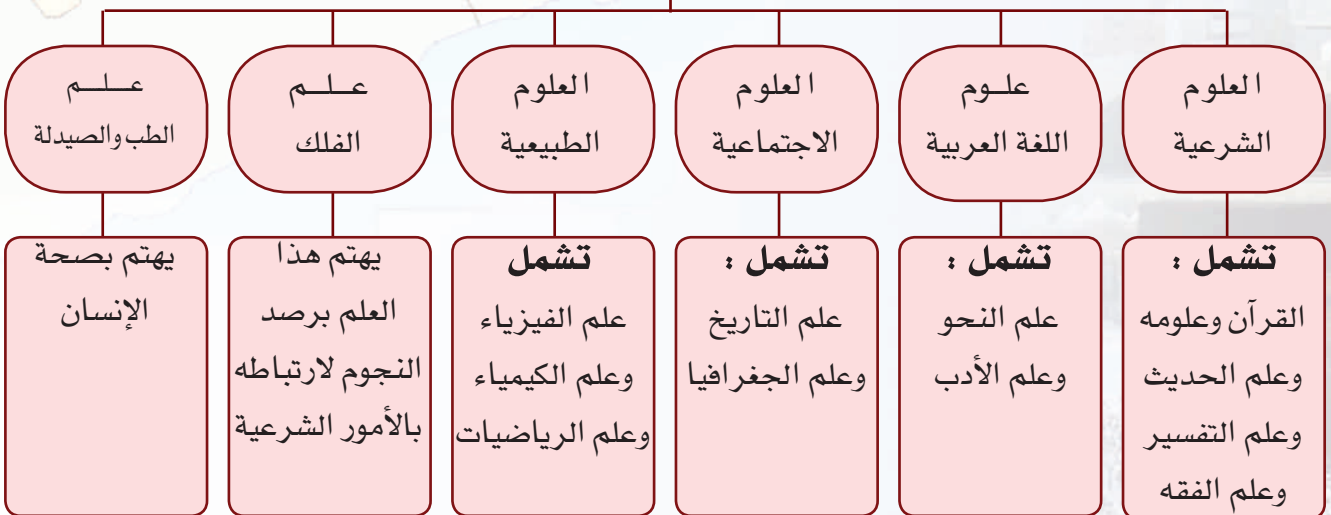 العلوم
الشرعية
علوم
اللغة العربية
العلوم
الاجتماعية
العلوم
الطبيعية
علم
الفلك
علم
الطب والصيدلة
تشمل :
القرآن وعلومه
وعلم الحديث
وعلم التفسير
وعلم الفقه
تشمل :
علم النحو
وعلم الأدب
تشمل :
علم التاريخ
وعلم الجغرافيا
تشمل
علم الفيزياء
وعلم الكيمياء
وعلم الرياضيات
يهتم هذا
العلم برصد
النجوم لارتباطه
بالأمور الشرعية
يهتم بصحة
الإنسان